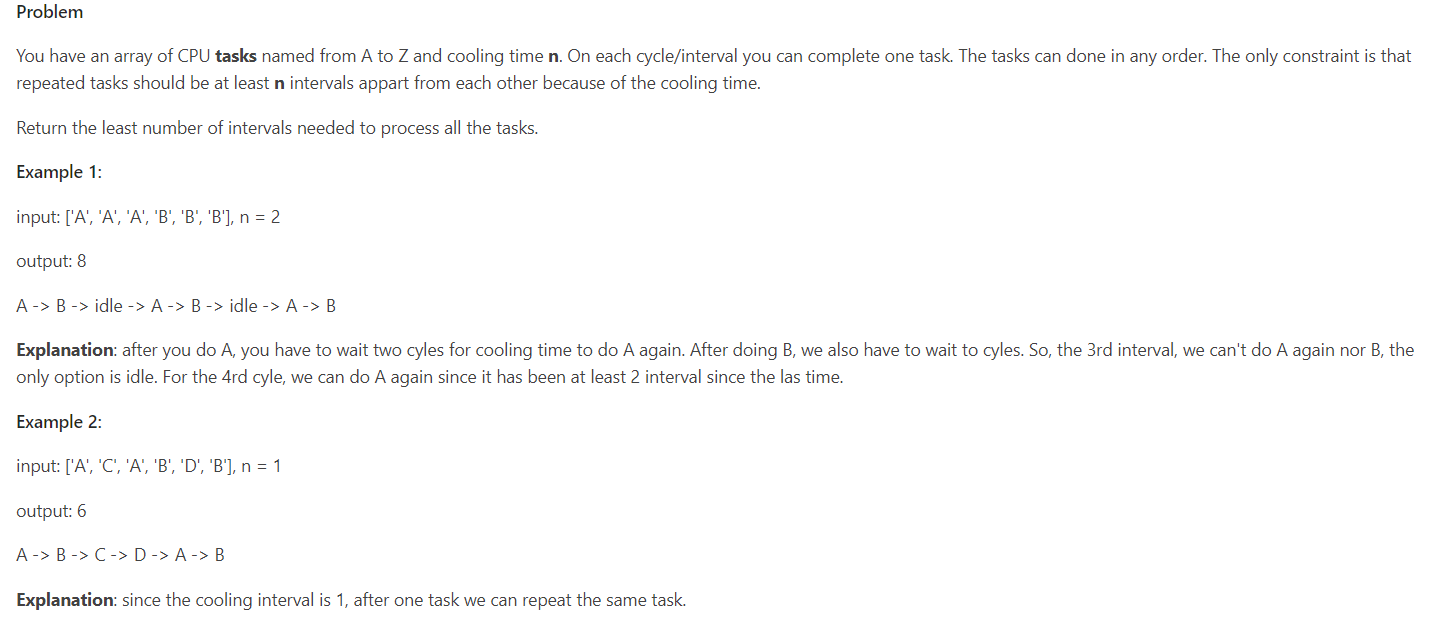 Problem
You have an array of CPU tasks named from A to Z and cooling time n. On each cycle/interval you can complete one task. The tasks can done in any order. The only constraint is that
repeated tasks should be at least n intervals appart from each other because of the cooling time.
Return the least number of intervals needed to process all the tasks.
Example 1:
input: ['A', 'A', 'A', 'B', 'B', 'B'], n = 2
output: 8
A -> B -> idle -> A -> B -> idle -> A -> B
Explanation: after you do A, you have to wait two cyles for cooling time to do A again. After doing B, we also have to wait to cyles. So, the 3rd interval, we can't do A again nor B, the
only option is idle. For the 4rd cyle, we can do A again since it has been at least 2 interval since the las time.
Example 2:
input: ['A', 'C', 'A', 'B', 'D', 'B'], n = 1
output: 6
A -> B -> C -> D -> A -> B
Explanation: since the cooling interval is 1, after one task we can repeat the same task.